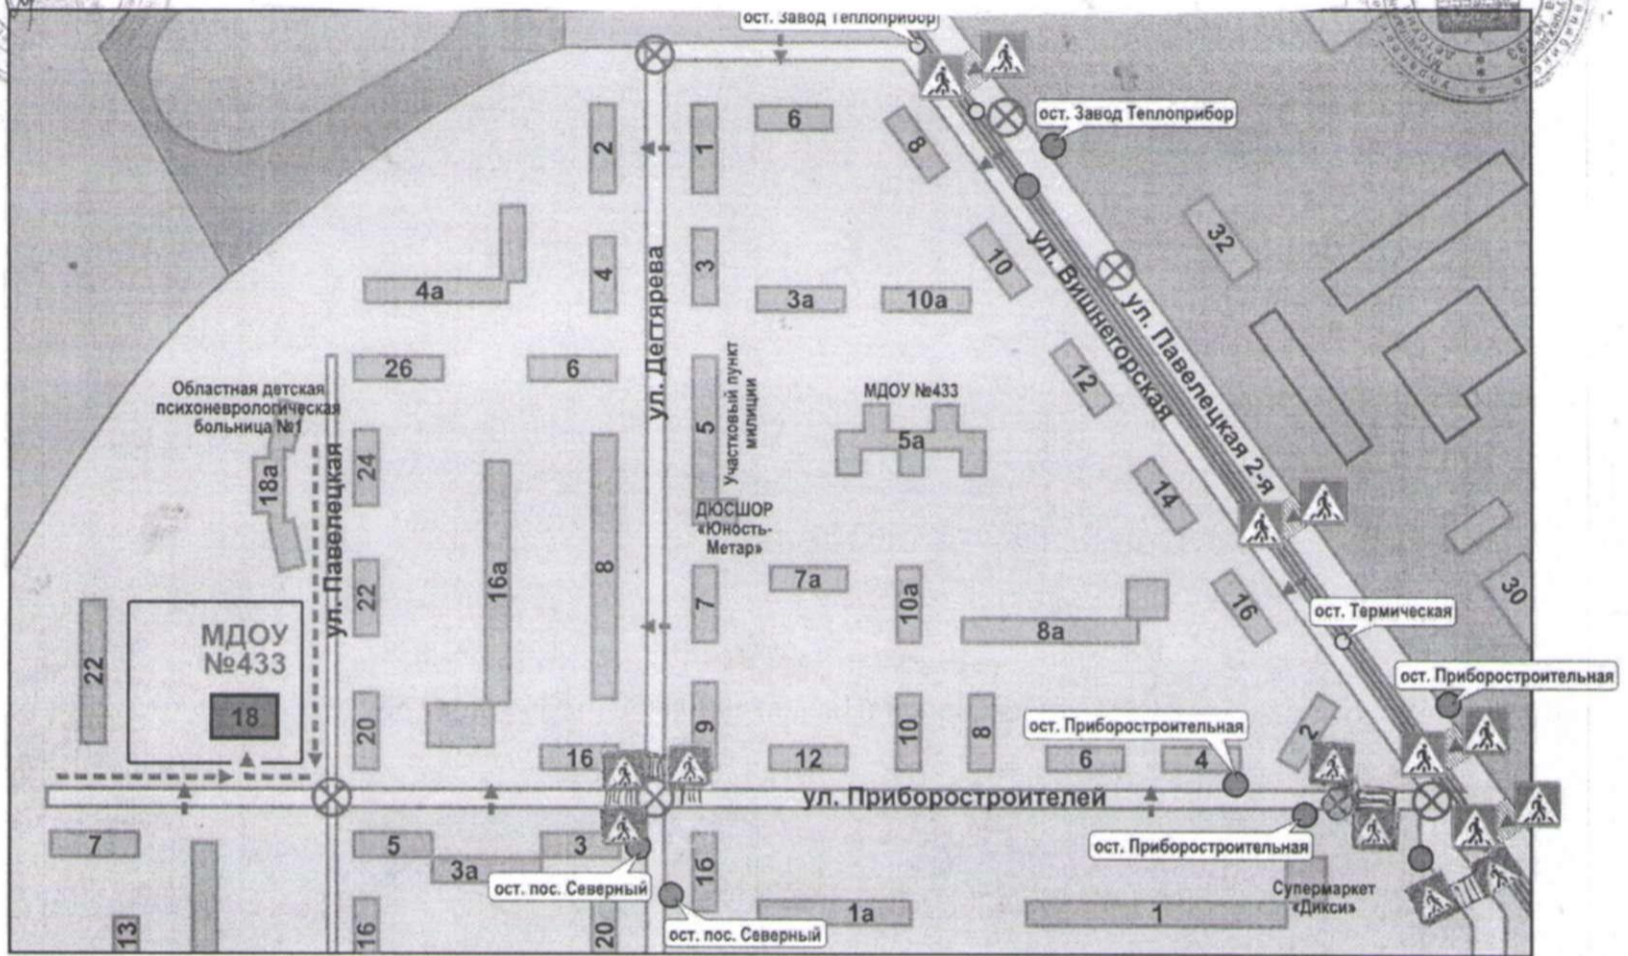 ост. Завод Теплоприбор
ост. Завод Теплоприбор
6
8
2
1
32
4
3
10
4а
3а
10а
ул. Дегтярева
ул. Вишнегорская
ул. Павелецкая 2-я
26
6
5
Участковый пункт
милиции
12
Областная детская
психоневрологическая
больница №1
МДОУ №433
5а
18а
24
ул. Павелецкая
14
ДЮСШОР
«Юность-
Метар»
16а
8
22
7
7а
10а
16
30
ост. Термическая
8а
МДОУ
№433
22
18
ост. Приборостроительная
20
9
10
8
ост. Приборостроительная
2
16
12
6
4
ул. Приборостроителей
7
5
3
3а
ост. Приборостроительная
1б
ост. пос. Северный
Супермаркет
«Дикси»
1а
1
13
16
20
ост. пос. Северный